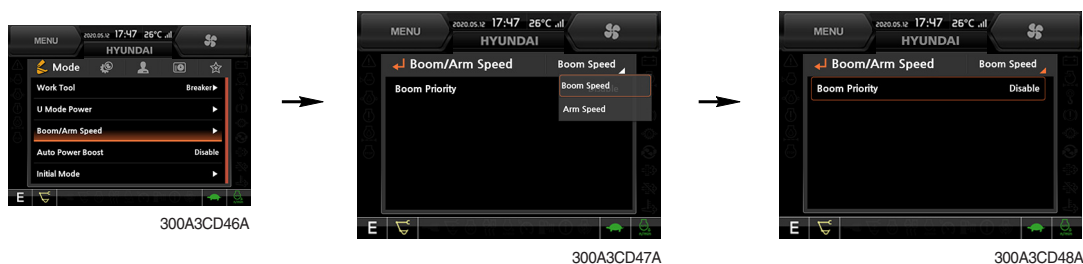 MENU
2020.05.12 17:47 26°C
HYUNDAI
Mode
Work Tool Breaker
U Mode Power
Boom/Arm Speed
Auto Power Boost Disable
Initial Mode
E
300A3CD46A
MENU
2020.05.12 17:47 26°C
HYUNDAI
Boom/Arm Speed Boom Speed
Boom Priority
Boom Speed
Arm Speed
E
300A3CD47A
MENU
2020.05.12 17:47 26°C
HYUNDAI
Boom/Arm Speed Boom Speed
Boom Priority Disable
E
300A3CD48A